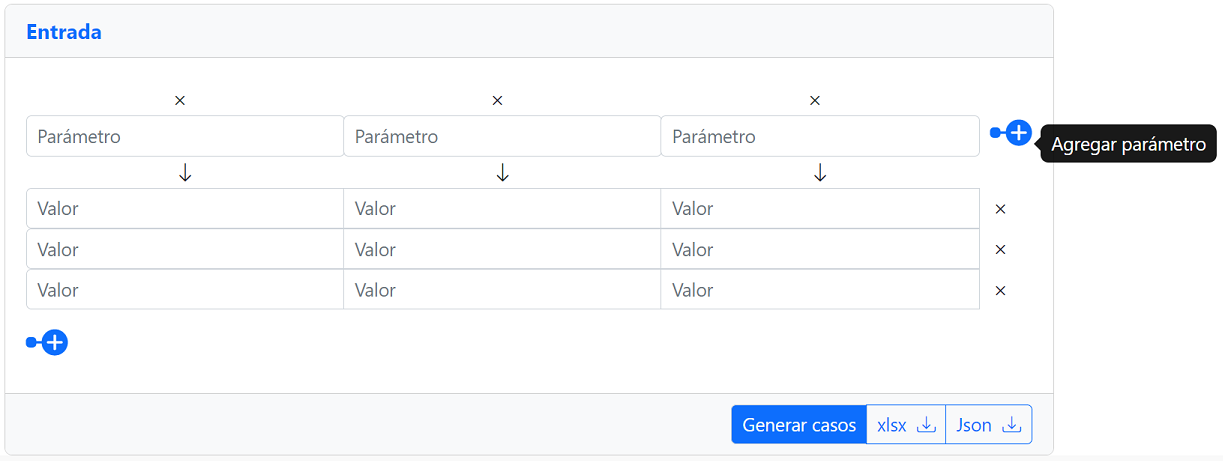 Entrada
Parámetro Parámetro Parámetro
Agregar parámetro
Valor Valor Valor
Valor Valor Valor
Valor Valor Valor
Generar casos xlsx Json